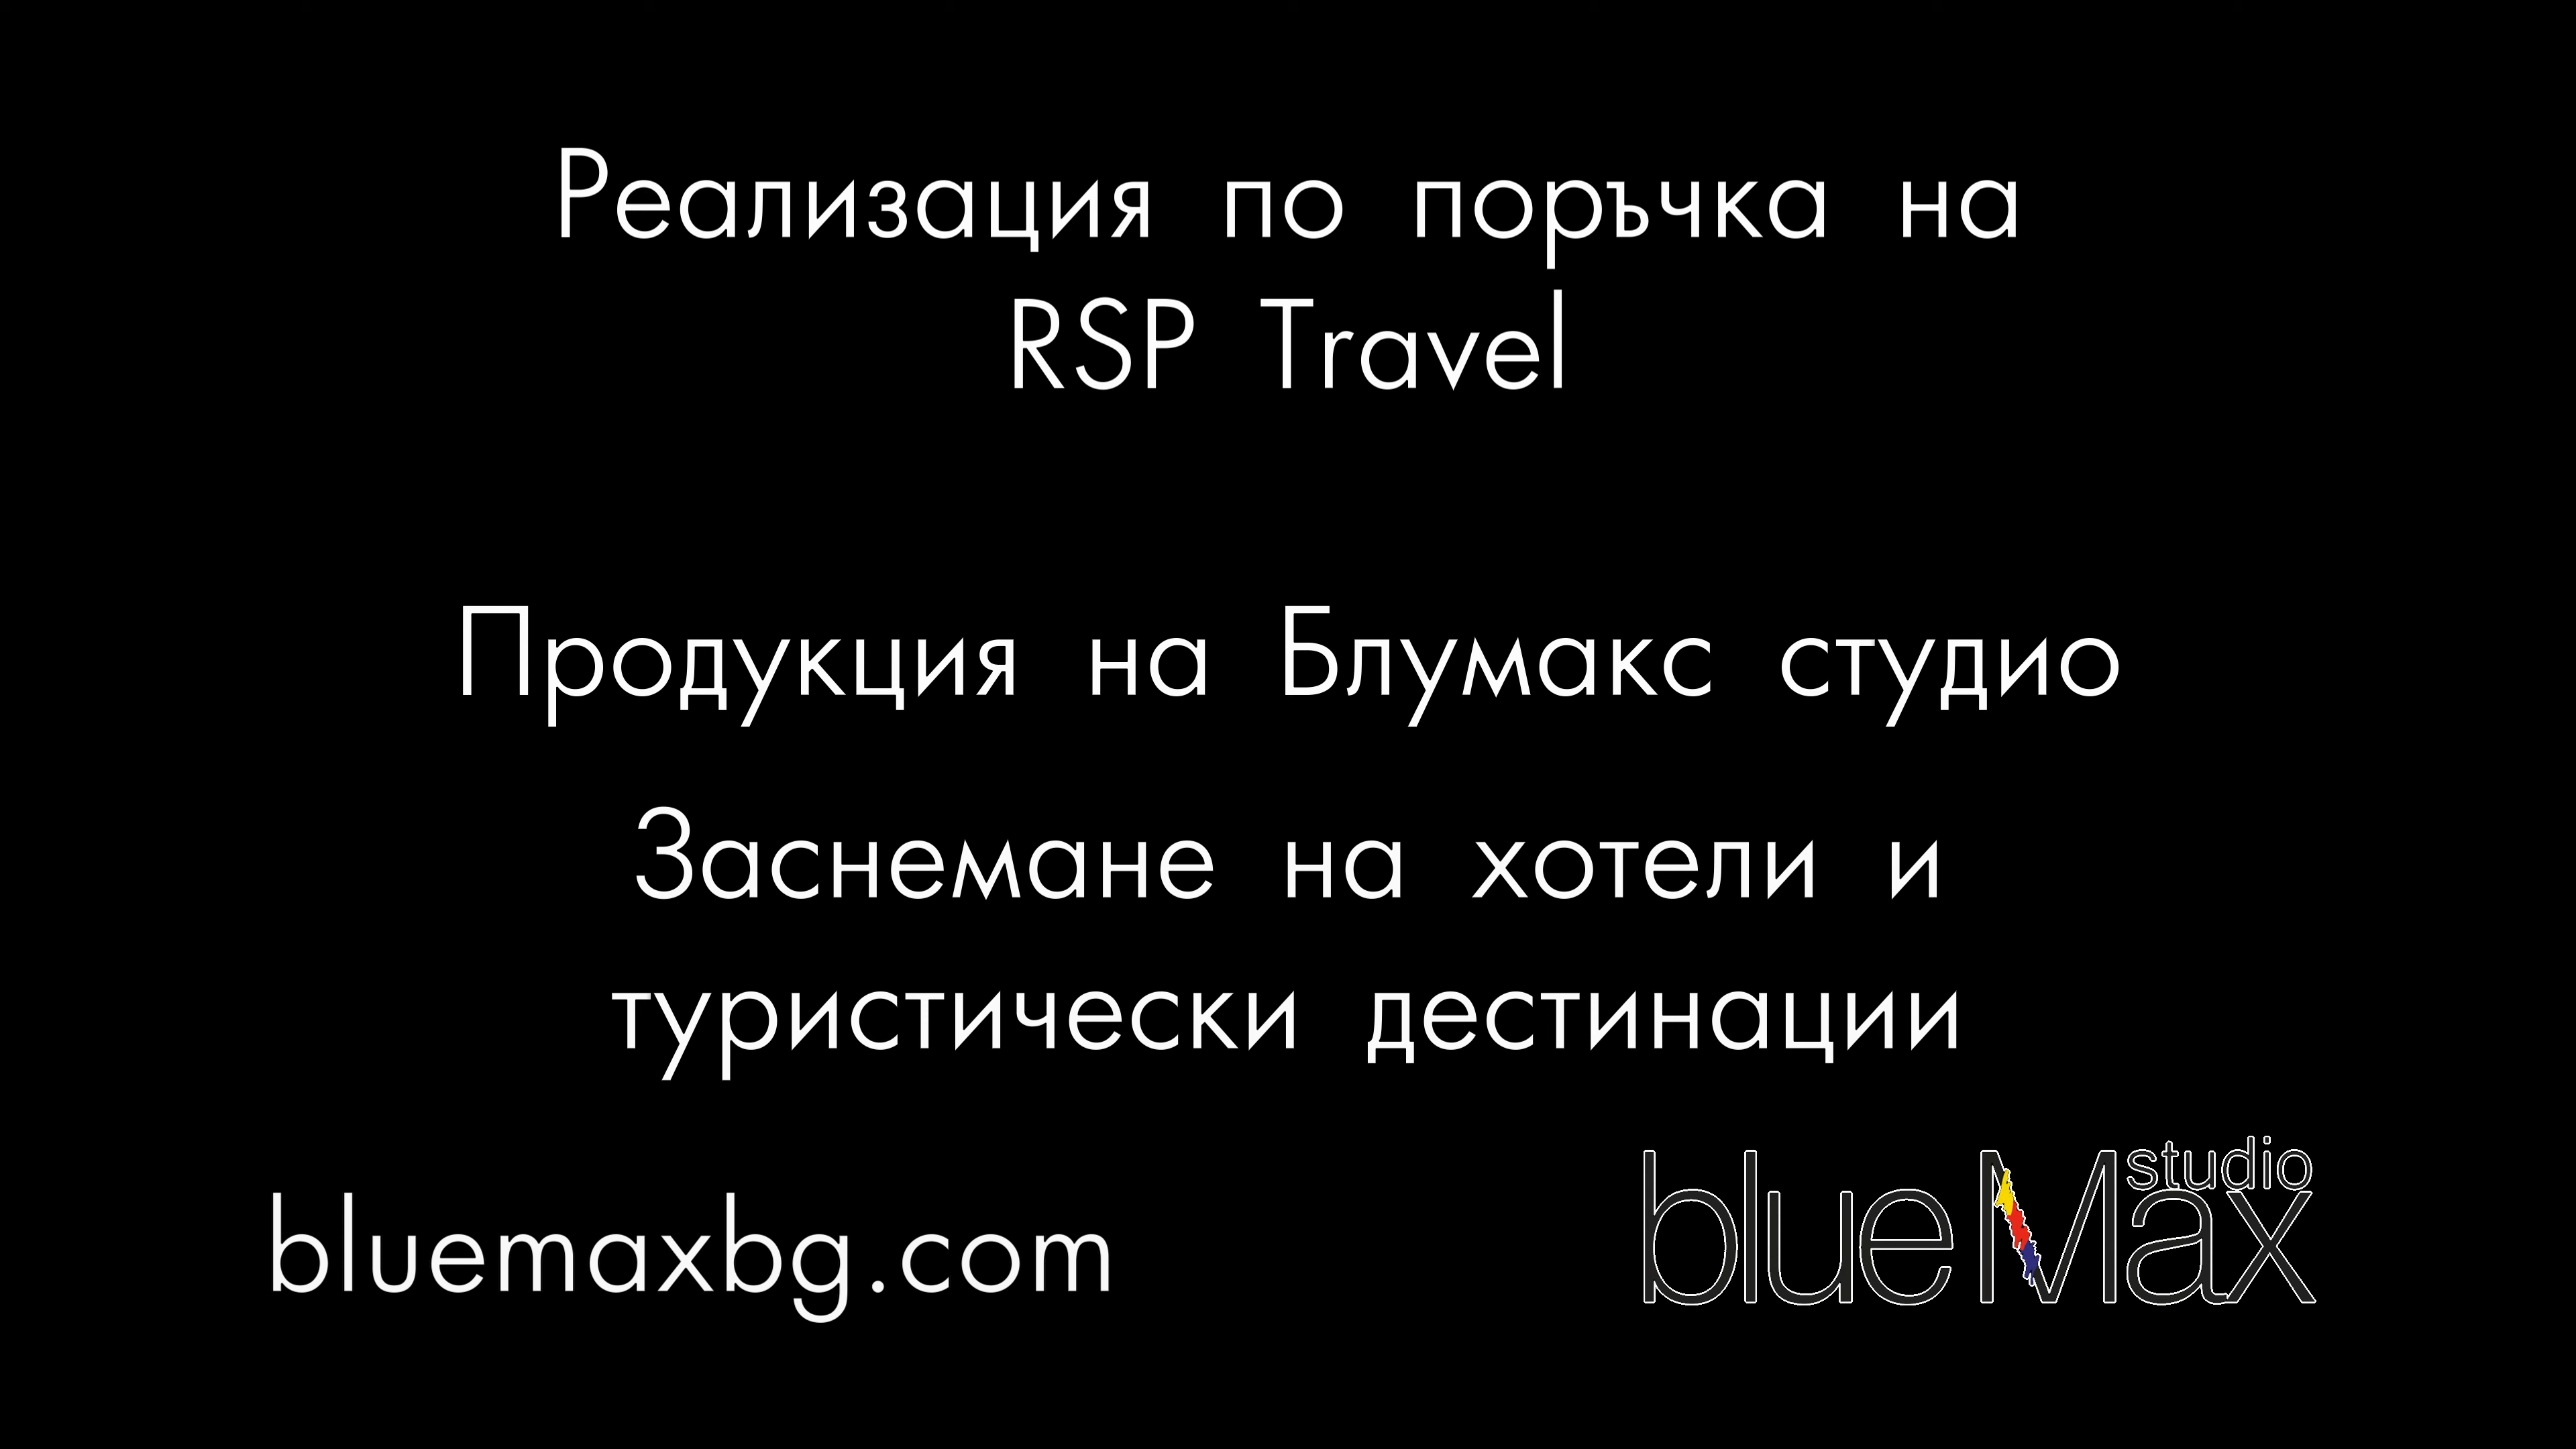 Реализация по поръчка на
RSP Travel
Продукция на Блумакс студио
Заснемане на хотели и
туристически дестинации
bluemaxbg.com
blueMax studio